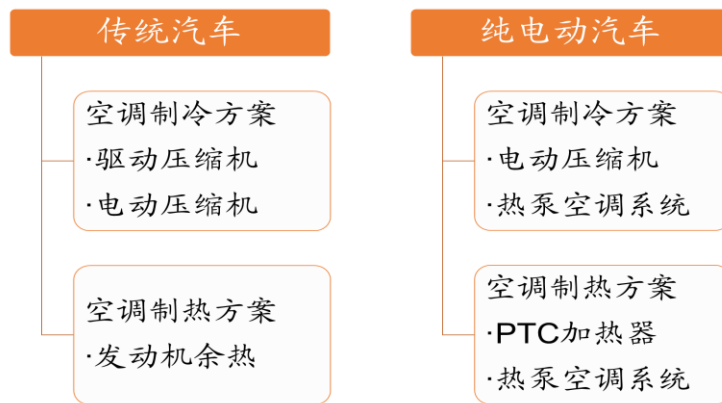 传统汽车
空调制冷方案
·驱动压缩机
·电动压缩机
空调制热方案
·发动机余热
纯电动汽车
空调制冷方案
·电动压缩机
·热泵空调系统
空调制热方案
·PTC加热器
·热泵空调系统